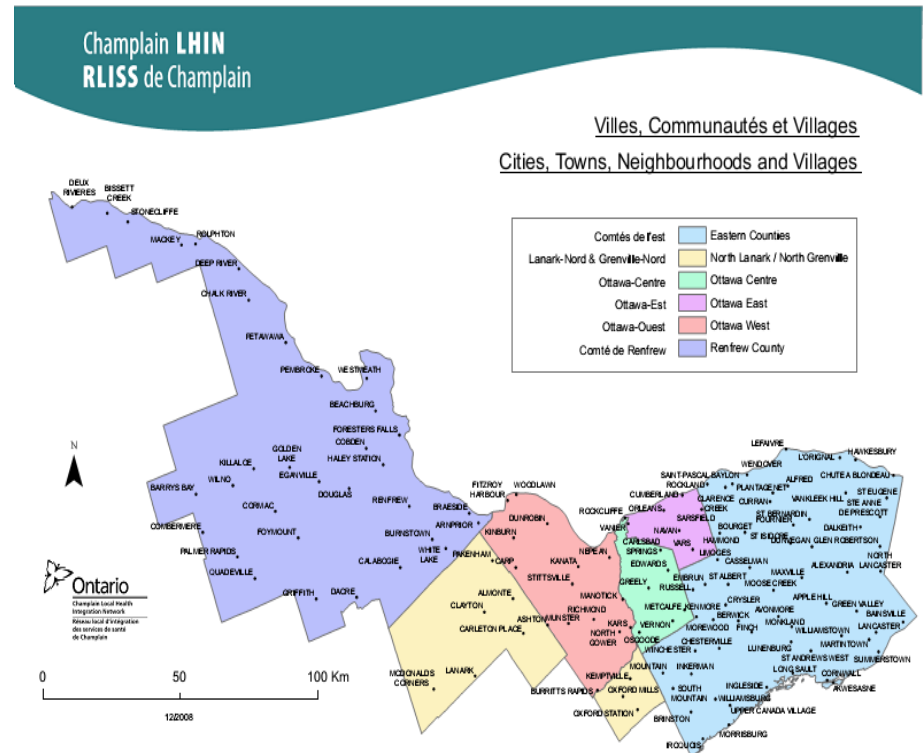 Champlain LHIN
RLISS de Champlain
Villes, Communautés et Villages
Cities, Towns, Neighbourhoods and Villages
Comtés de l'est Eastern Counties
Lanark-Nord & Grenville-Nord North Lanark / North Grenville
Ottawa-Centre Ottawa Centre
Ottawa-Est Ottawa East
Ottawa-Ouest Ottawa West
Comté de Renfrew Renfrew County
DEUX
RIVIERES
BISSETT
CREEK
STONECLIFFE
MACKEY
ROLPHTON
DEEP RIVER
CHALK RIVER
PETAWAWA
PEMBROKE
WESTMEATH
BEACHBURG
FORESTERS FALLS
COBDEN
HALEY STATION
GOLDEN
LAKE
KILLALOE
EGANVILLE
WILNO
BARRYS BAY
DOUGLAS
CORMAC
RENFREW
BRAESIDE
ARNPRIOR
COMBERMERE
FOYMOUNT
BURNSTOWN
WHITE
LAKE
PALMER RAPIDS
QUADEVILLE
CALABOGIE
GRIFFITH
DACRE
FITZROY
HARBOUR
WOODLAWN
DUNROBIN
KINBURN
PAKENHAM
CARP
KANATA
NEPEAN
STITTSVILLE
ALMONTE
CLAYTON
CARLETON PLACE
ASHTON
MUNSTER
RICHMOND
MANOTICK
KARS
NORTH
GOWER
OSGOODE
MCDONALDS
CORNERS
LANARK
KEMPTVILLE
BURRITTS RAPIDS
OXFORD MILLS
OXFORD STATION
MOUNTAIN
SOUTH
MOUNTAIN
BRINSTON
IROQUOIS
MORRISBURG
UPPER CANADA VILLAGE
WILLIAMSBURG
INGLESIDE
INKERMAN
WINCHESTER
CHESTERVILLE
ROCKCLIFFE
VANIER
CARLSBAD
SPRINGS
EDWARDS
GREELY
METCALFE
VERNON
KENMORE
RUSSELL
EMBRUN
LIMOGES
VARS
NAVAN
SARSFIELD
ORLEANS
CUMBERLAND
ROCKLAND
CLARENCE
CREEK
SAINT-PASCAL-BAYLON
WENDOVER
LEFAIVRE
L'ORIGNAL
HAWKESBURY
CHUTE A BLONDEAU
ALFRED
PLANTAGENET
CURRAN
VANKLEEK HILL
ST EUGENE
STE ANNE
DE PRESCOTT
ST BERNARDIN
FOURNIER
BOURGET
ST ISIDORE
DALKEITH
HAMMOND
DUNVEGAN
GLEN ROBERTSON
CASSELMAN
ST ALBERT
MAXVILLE
MOOSE CREEK
ALEXANDRIA
NORTH
LANCASTER
APPLE HILL
GREEN VALLEY
BAINSVILLE
CRYSLER
AVONMORE
BERWICK
MOREWOOD
FINCH
MONKLAND
WILLIAMSTOWN
LANCASTER
MARTINTOWN
LUNENBURG
ST ANDREWS WEST
SUMMERSTOWN
LONG SAULT
CORNWALL
AKWESASNE
N
Ontario
Champlain Local Health
Integration Network
Réseau local d'intégration
des services de santé
de Champlain
0 50 100 Km
12/2008